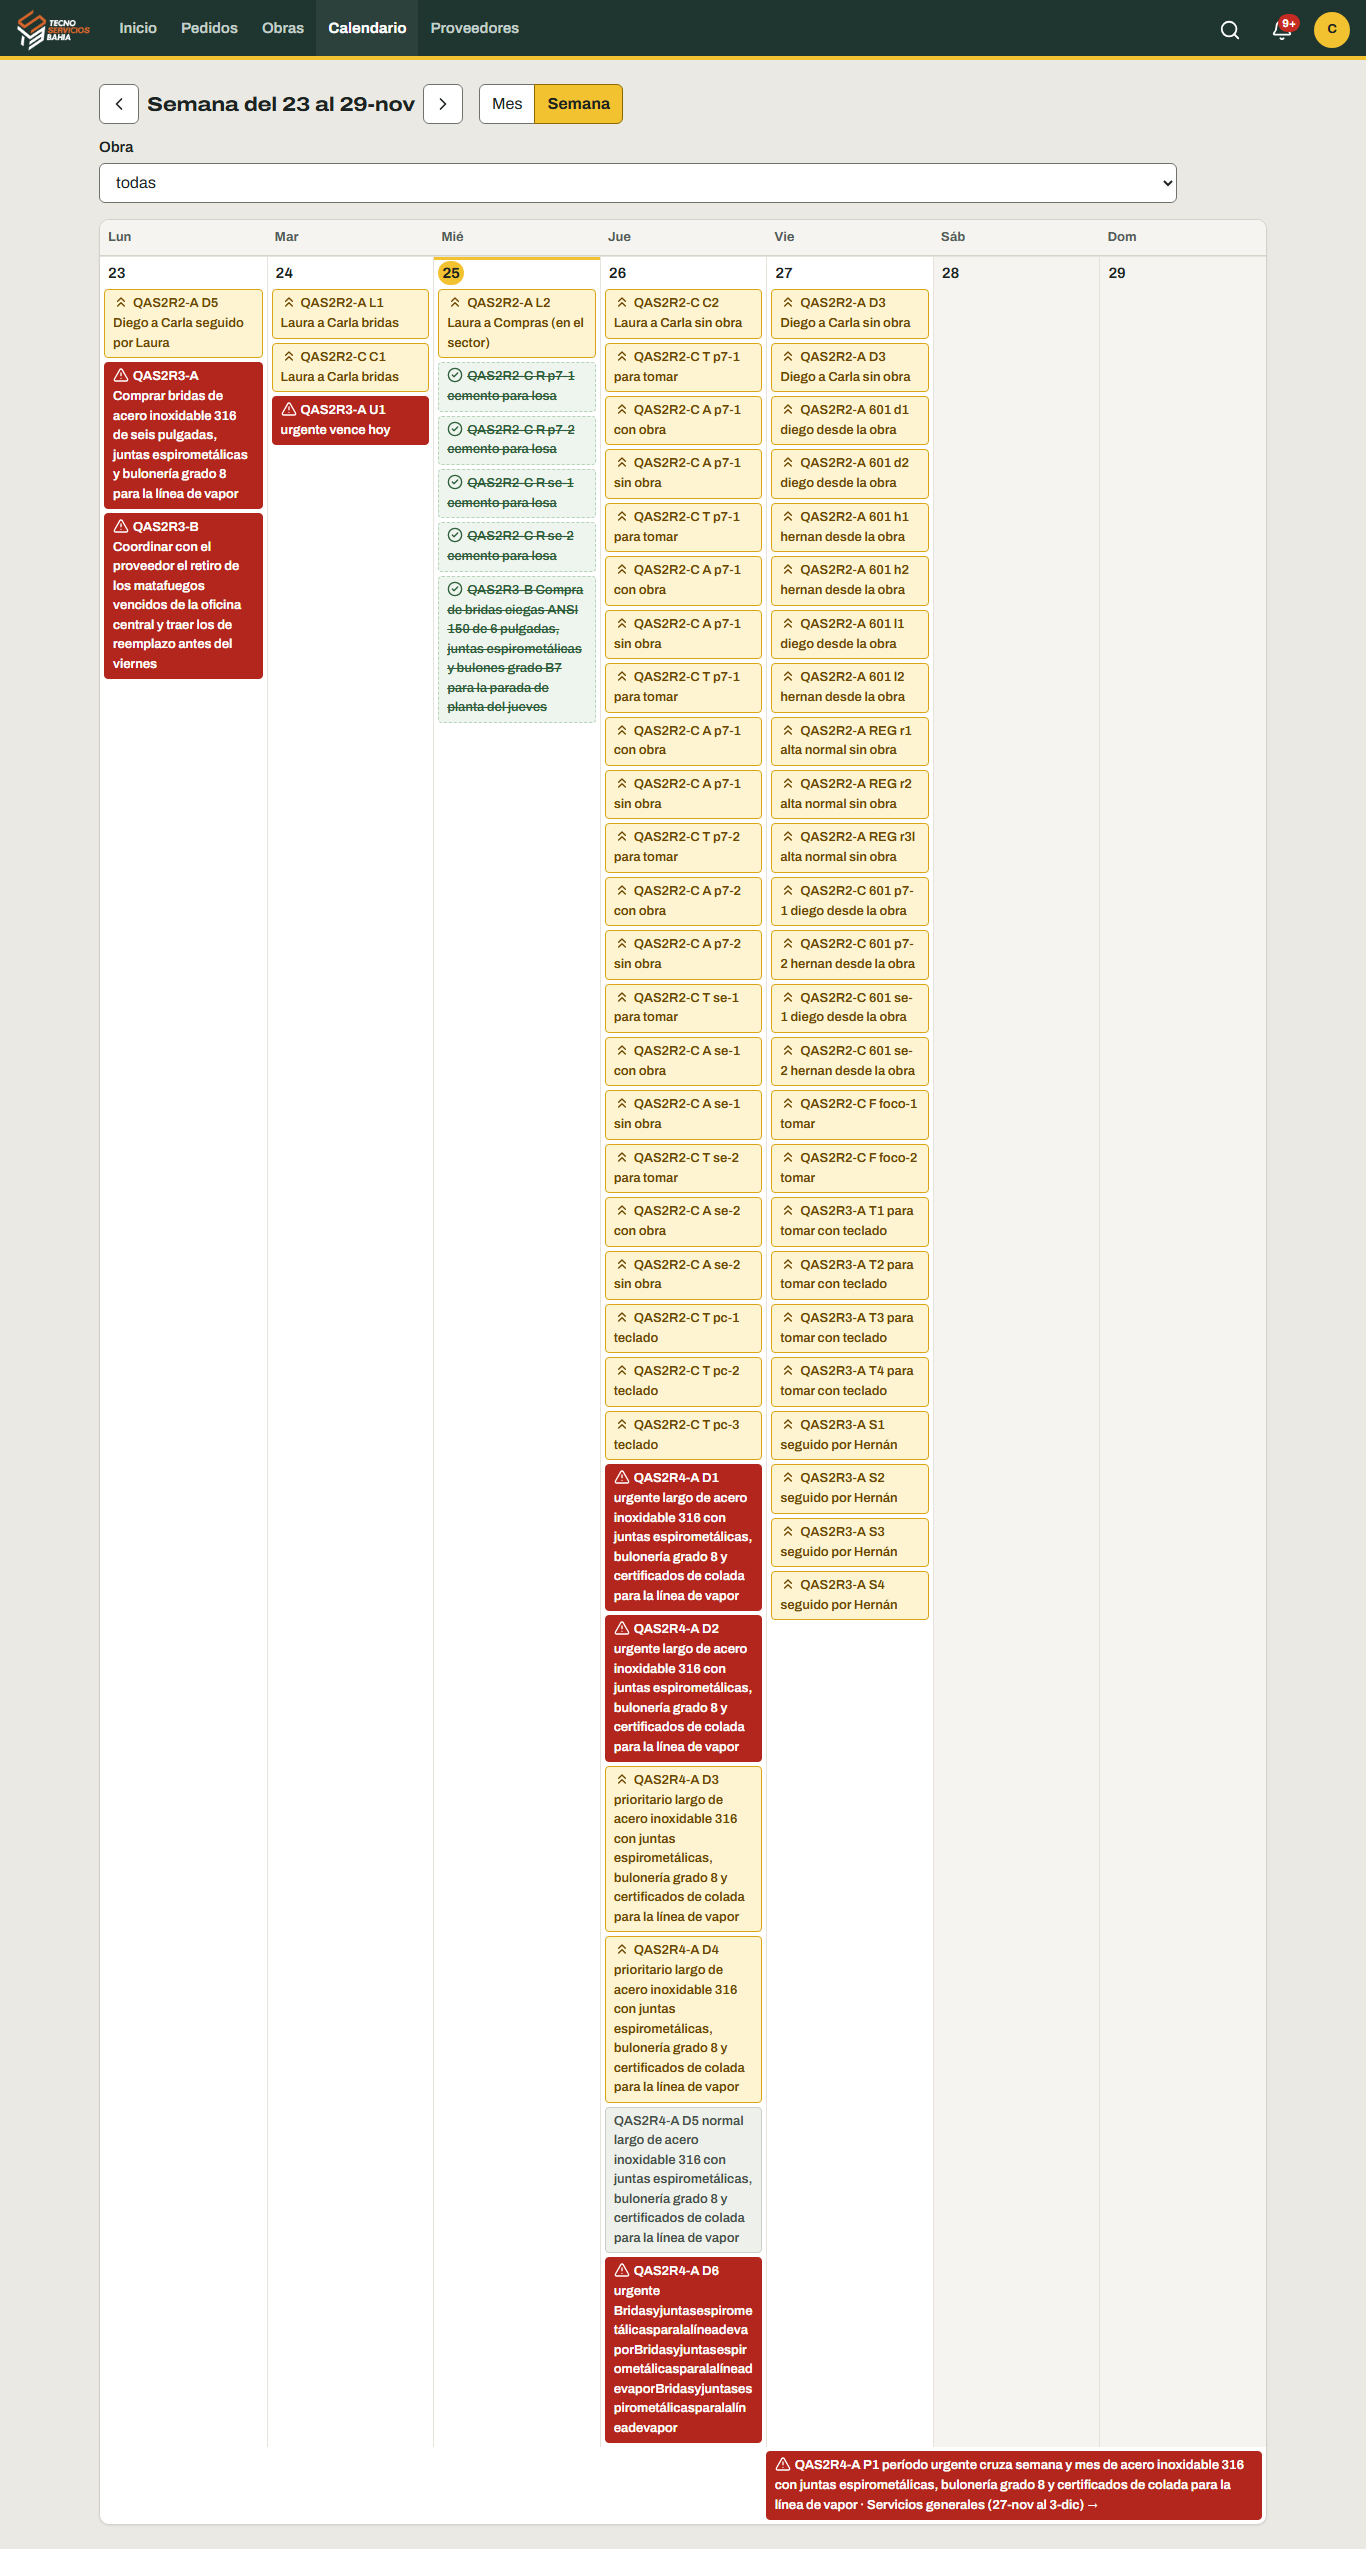 TECNO
SERVICIOS
BAHIA
Inicio Pedidos Obras Calendario Proveedores
9+
C
Semana del 23 al 29-nov
Mes Semana
Obra
todas
Lun Mar Mié Jue Vie Sáb Dom
23
QAS2R2-A D5
Diego a Carla seguido
por Laura
QAS2R3-A
Comprar bridas de
acero inoxidable 316
de seis pulgadas,
juntas espirometálicas
y bulonería grado 8
para la línea de vapor
QAS2R3-B
Coordinar con el
proveedor el retiro de
los matafuegos
vencidos de la oficina
central y traer los de
reemplazo antes del
viernes
24
QAS2R2-A L1
Laura a Carla bridas
QAS2R2-C C1
Laura a Carla bridas
QAS2R3-A U1
urgente vence hoy
25
QAS2R2-A L2
Laura a Compras (en el
sector)
QAS2R2-C R p7-1
cemento para losa
QAS2R2-C R p7-2
cemento para losa
QAS2R2-C R se-1
cemento para losa
QAS2R2-C R se-2
cemento para losa
QAS2R3-B Compra
de bridas ciegas ANSI
150 de 6 pulgadas,
juntas espirometálicas
y bulones grado B7
para la parada de
planta del jueves
26
QAS2R2-C C2
Laura a Carla sin obra
QAS2R2-C T p7-1
para tomar
QAS2R2-C A p7-1
con obra
QAS2R2-C A p7-1
sin obra
QAS2R2-C T p7-1
para tomar
QAS2R2-C A p7-1
con obra
QAS2R2-C A p7-1
sin obra
QAS2R2-C T p7-1
para tomar
QAS2R2-C A p7-1
con obra
QAS2R2-C A p7-1
sin obra
QAS2R2-C T p7-2
para tomar
QAS2R2-C A p7-2
con obra
QAS2R2-C A p7-2
sin obra
QAS2R2-C T se-1
para tomar
QAS2R2-C A se-1
con obra
QAS2R2-C A se-1
sin obra
QAS2R2-C T se-2
para tomar
QAS2R2-C A se-2
con obra
QAS2R2-C A se-2
sin obra
QAS2R2-C T pc-1
teclado
QAS2R2-C T pc-2
teclado
QAS2R2-C T pc-3
teclado
QAS2R4-A D1
urgente largo de acero
inoxidable 316 con
juntas espirometálicas,
bulonería grado 8 y
certificados de colada
para la línea de vapor
QAS2R4-A D2
urgente largo de acero
inoxidable 316 con
juntas espirometálicas,
bulonería grado 8 y
certificados de colada
para la línea de vapor
QAS2R4-A D3
prioritario largo de
acero inoxidable 316
con juntas
espirometálicas,
bulonería grado 8 y
certificados de colada
para la línea de vapor
QAS2R4-A D4
prioritario largo de
acero inoxidable 316
con juntas
espirometálicas,
bulonería grado 8 y
certificados de colada
para la línea de vapor
QAS2R4-A D5 normal
largo de acero
inoxidable 316 con
juntas espirometálicas,
bulonería grado 8 y
certificados de colada
para la línea de vapor
QAS2R4-A D6
urgente
Bridasyjuntasespirome
tálicasparalalíneadeva
porBridasyjuntasespir
ometálicasparalalínead
evaporBridasyjuntases
pirometálicasparalalín
eadevapor
27
QAS2R2-A D3
Diego a Carla sin obra
QAS2R2-A D3
Diego a Carla sin obra
QAS2R2-A 601 d1
diego desde la obra
QAS2R2-A 601 d2
diego desde la obra
QAS2R2-A 601 h1
hernan desde la obra
QAS2R2-A 601 h2
hernan desde la obra
QAS2R2-A 601 l1
diego desde la obra
QAS2R2-A 601 l2
hernan desde la obra
QAS2R2-A REG r1
alta normal sin obra
QAS2R2-A REG r2
alta normal sin obra
QAS2R2-A REG r3l
alta normal sin obra
QAS2R2-C 601 p7-
1 diego desde la obra
QAS2R2-C 601 p7-
2 hernan desde la obra
QAS2R2-C 601 se-
1 diego desde la obra
QAS2R2-C 601 se-
2 hernan desde la obra
QAS2R2-C F foco-1
tomar
QAS2R2-C F foco-2
tomar
QAS2R3-A T1 para
tomar con teclado
QAS2R3-A T2 para
tomar con teclado
QAS2R3-A T3 para
tomar con teclado
QAS2R3-A T4 para
tomar con teclado
QAS2R3-A S1
seguido por Hernán
QAS2R3-A S2
seguido por Hernán
QAS2R3-A S3
seguido por Hernán
QAS2R3-A S4
seguido por Hernán
28
29
QAS2R4-A P1 período urgente cruza semana y mes de acero inoxidable 316
con juntas espirometálicas, bulonería grado 8 y certificados de colada para la
línea de vapor · Servicios generales (27-nov al 3-dic) →